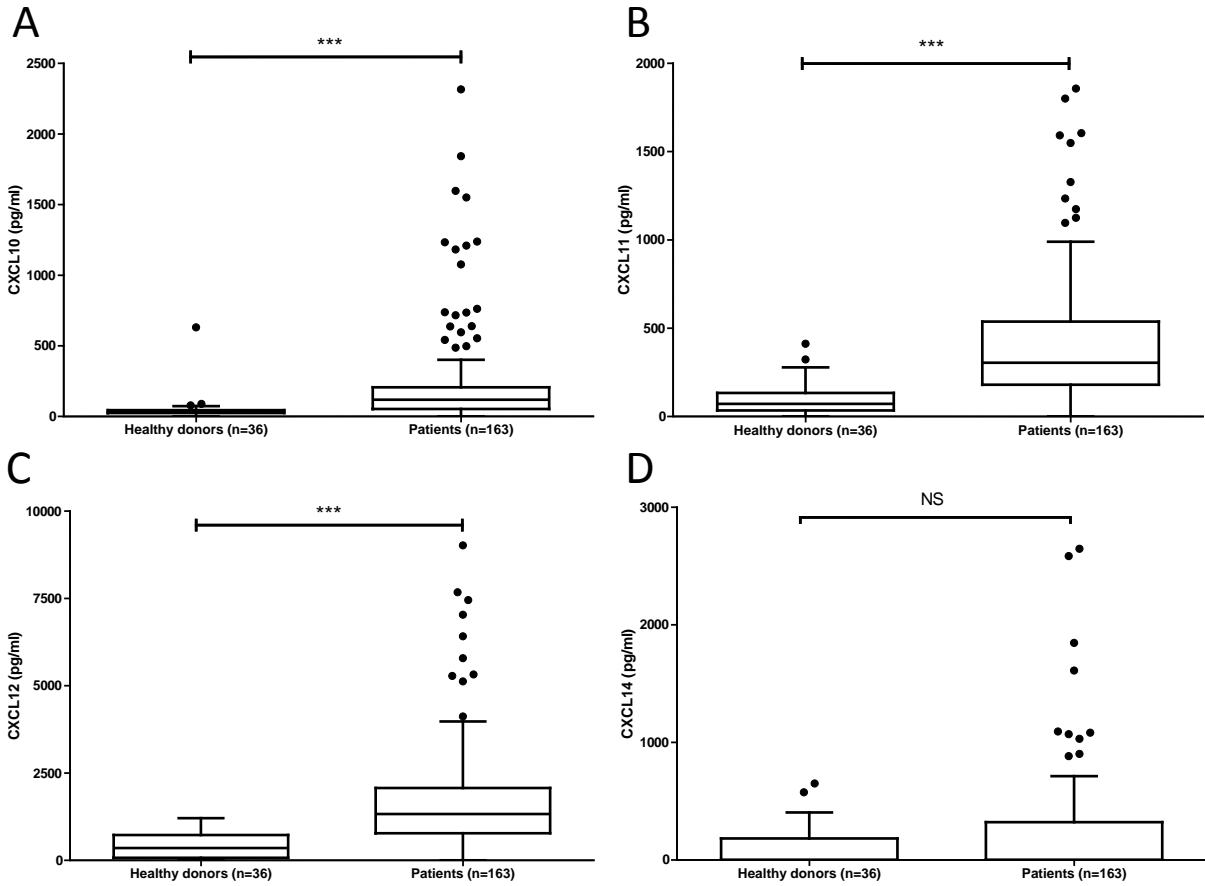 A
***
2500
2000
1500
1000
500
0
CXCL10 (pg/ml)
Healthy donors (n=36)
Patients (n=163)
B
***
2000
1500
1000
500
0
CXCL11 (pg/ml)
Healthy donors (n=36)
Patients (n=163)
C
***
10000
7500
5000
2500
0
CXCL12 (pg/ml)
Healthy donors (n=36)
Patients (n=163)
D
NS
3000
2000
1000
0
CXCL14 (pg/ml)
Healthy donors (n=36)
Patients (n=163)